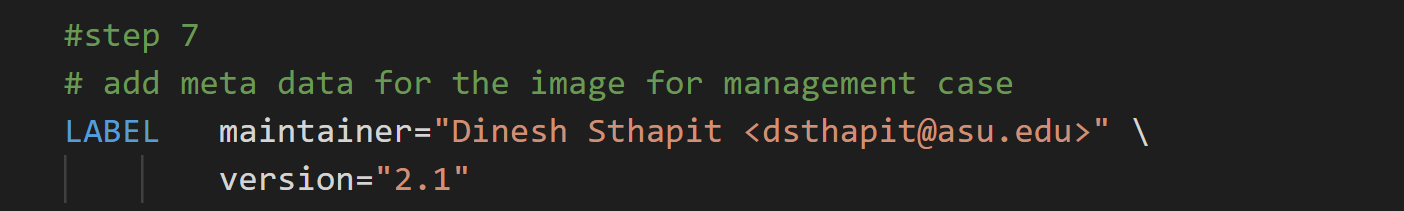 #step 7
# add meta data for the image for management case
LABEL   maintainer="Dinesh Sthapit <dsthapit@asu.edu>" \
        version="2.1"